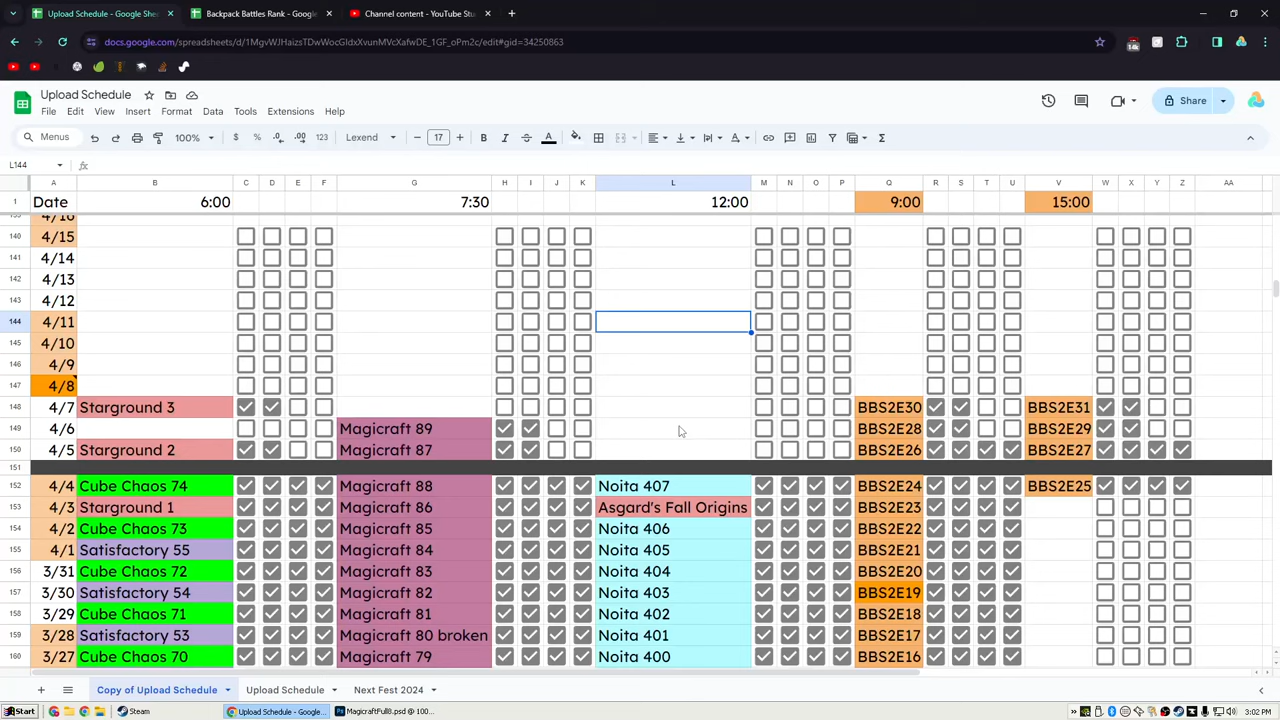 Upload Schedule - Google She
Backpack Battles Rank - Google
Channel content - YouTube Stu
docs.google.com/spreadsheets/d/1MgvWJHaizsTDwWocGIdxXvunMVcXafwDE_1GF_oPm2c/edit#gid=34250863
14k
Upload Schedule
File Edit View Insert Format Data Tools Extensions Help
Share
Menus 100% $ % .0 .00 123 Lexend 17 B I A
L144 fx
A B C D E F G H I J K L M N O P Q R S T U V W X Y Z AA
1 Date 6:00 7:30 12:00 9:00 15:00
4/16
140 4/15
141 4/14
142 4/13
143 4/12
144 4/11
145 4/10
146 4/9
147 4/8
148 4/7 Starground 3 BBS2E30 BBS2E31
149 4/6 Magicraft 89 BBS2E28 BBS2E29
150 4/5 Starground 2 Magicraft 87 BBS2E26 BBS2E27
151
152 4/4 Cube Chaos 74 Magicraft 88 Noita 407 BBS2E24 BBS2E25
153 4/3 Starground 1 Magicraft 86 Asgard's Fall Origins BBS2E23
154 4/2 Cube Chaos 73 Magicraft 85 Noita 406 BBS2E22
155 4/1 Satisfactory 55 Magicraft 84 Noita 405 BBS2E21
156 3/31 Cube Chaos 72 Magicraft 83 Noita 404 BBS2E20
157 3/30 Satisfactory 54 Magicraft 82 Noita 403 BBS2E19
158 3/29 Cube Chaos 71 Magicraft 81 Noita 402 BBS2E18
159 3/28 Satisfactory 53 Magicraft 80 broken Noita 401 BBS2E17
160 3/27 Cube Chaos 70 Magicraft 79 Noita 400 BBS2E16
Copy of Upload Schedule Upload Schedule Next Fest 2024
Start Steam Upload Schedule - Google... MagicraftFull8.psd @ 100... 3:02 PM